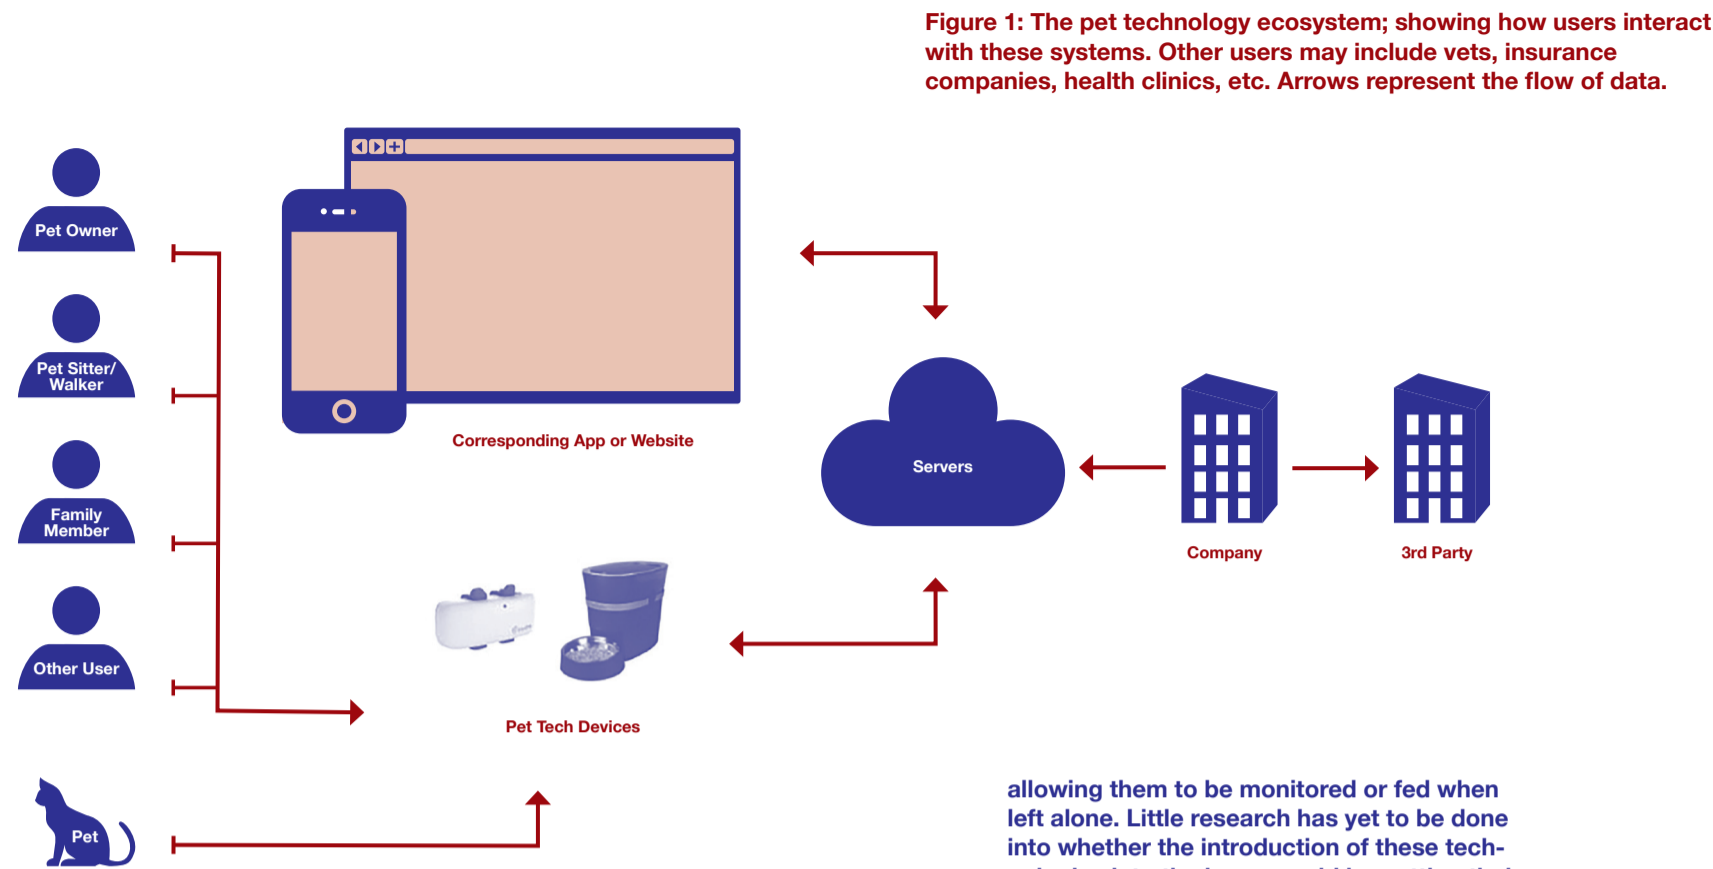 Figure 1: The pet technology ecosystem; showing how users interact
with these systems. Other users may include vets, insurance
companies, health clinics, etc. Arrows represent the flow of data.
Pet Owner
Pet Sitter/
Walker
Family
Member
Other User
Pet
Corresponding App or Website
Pet Tech Devices
Servers
Company
3rd Party
allowing them to be monitored or fed when
left alone. Little research has yet to be done
into whether the introduction of these tech-